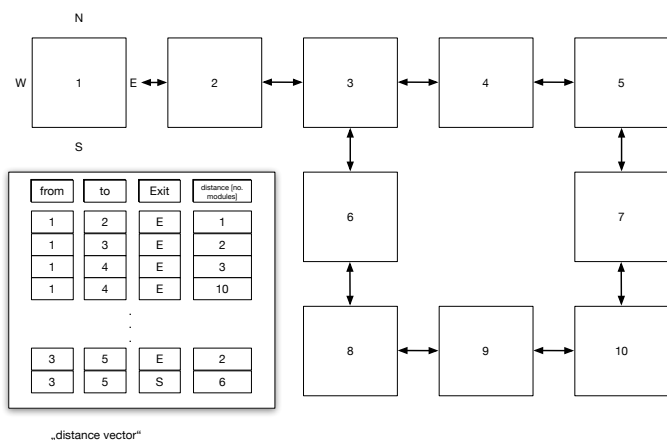 N
W 1 E 2 3 4 5
S
from to Exit distance [no. modules]
1 2 E 1
1 3 E 2
1 4 E 3
1 4 E 10
.
.
.
3 5 E 2
3 5 S 6
6 7
8 9 10
„distance vector“